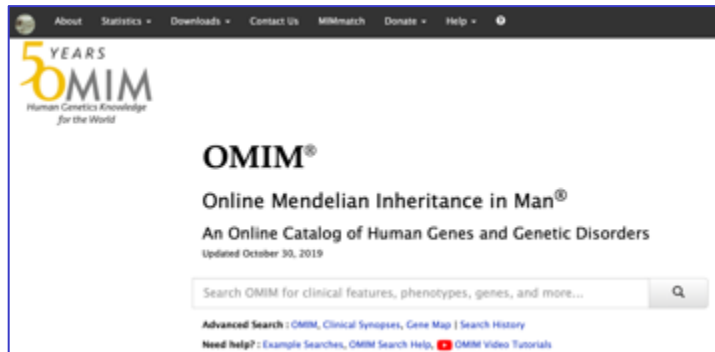 About Statistics Downloads Contact Us MIMmatch Donate Help
50 YEARS
OMIM
Human Genetics Knowledge
for the World
OMIM®
Online Mendelian Inheritance in Man®
An Online Catalog of Human Genes and Genetic Disorders
Updated October 30, 2019
Search OMIM for clinical features, phenotypes, genes, and more...
Advanced Search : OMIM, Clinical Synopses, Gene Map | Search History
Need help? : Example Searches, OMIM Search Help, OMIM Video Tutorials